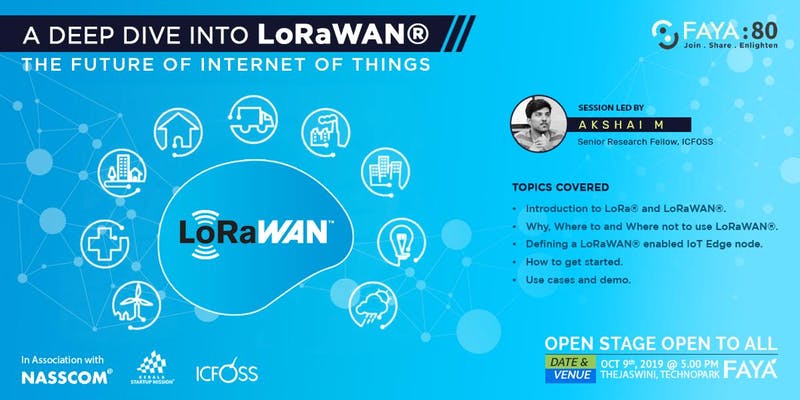 A DEEP DIVE INTO LoRaWAN®
THE FUTURE OF INTERNET OF THINGS
FAYA:80
Join . Share . Enlighten
SESSION LED BY
AKSHAI M
Senior Research Fellow, ICFOSS
TOPICS COVERED
• Introduction to LoRa® and LoRaWAN®.
• Why, Where to and Where not to use LoRaWAN®.
• Defining a LoRaWAN® enabled IoT Edge node.
• How to get started.
• Use cases and demo.
LoRaWAN™
In Association with
NASSCOM®
KERALA
STARTUP MISSION
ICFOSS
OPEN STAGE OPEN TO ALL
DATE &
VENUE
OCT 9th, 2019 @ 5.00 PM
THEJASWINI, TECHNOPARK
FAYA